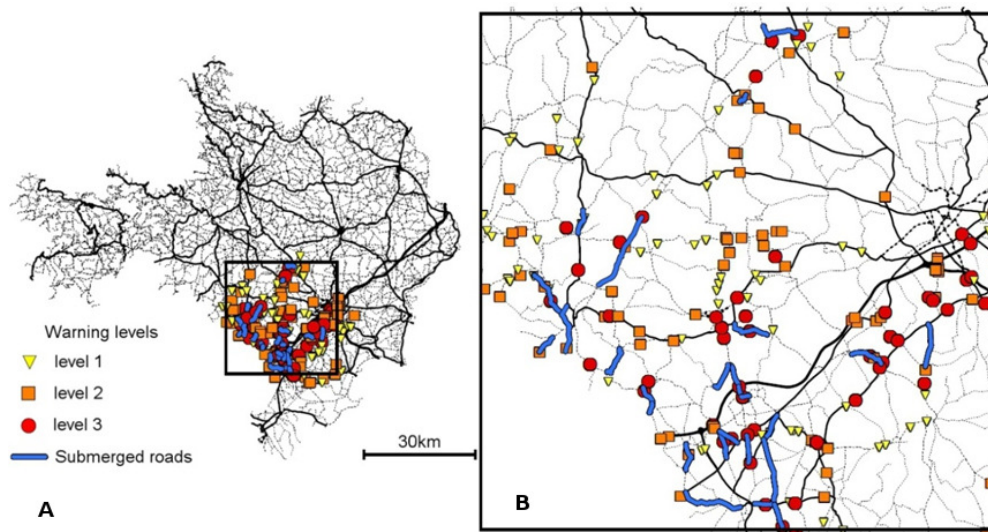 Warning levels
level 1
level 2
level 3
Submerged roads
30km
A
B